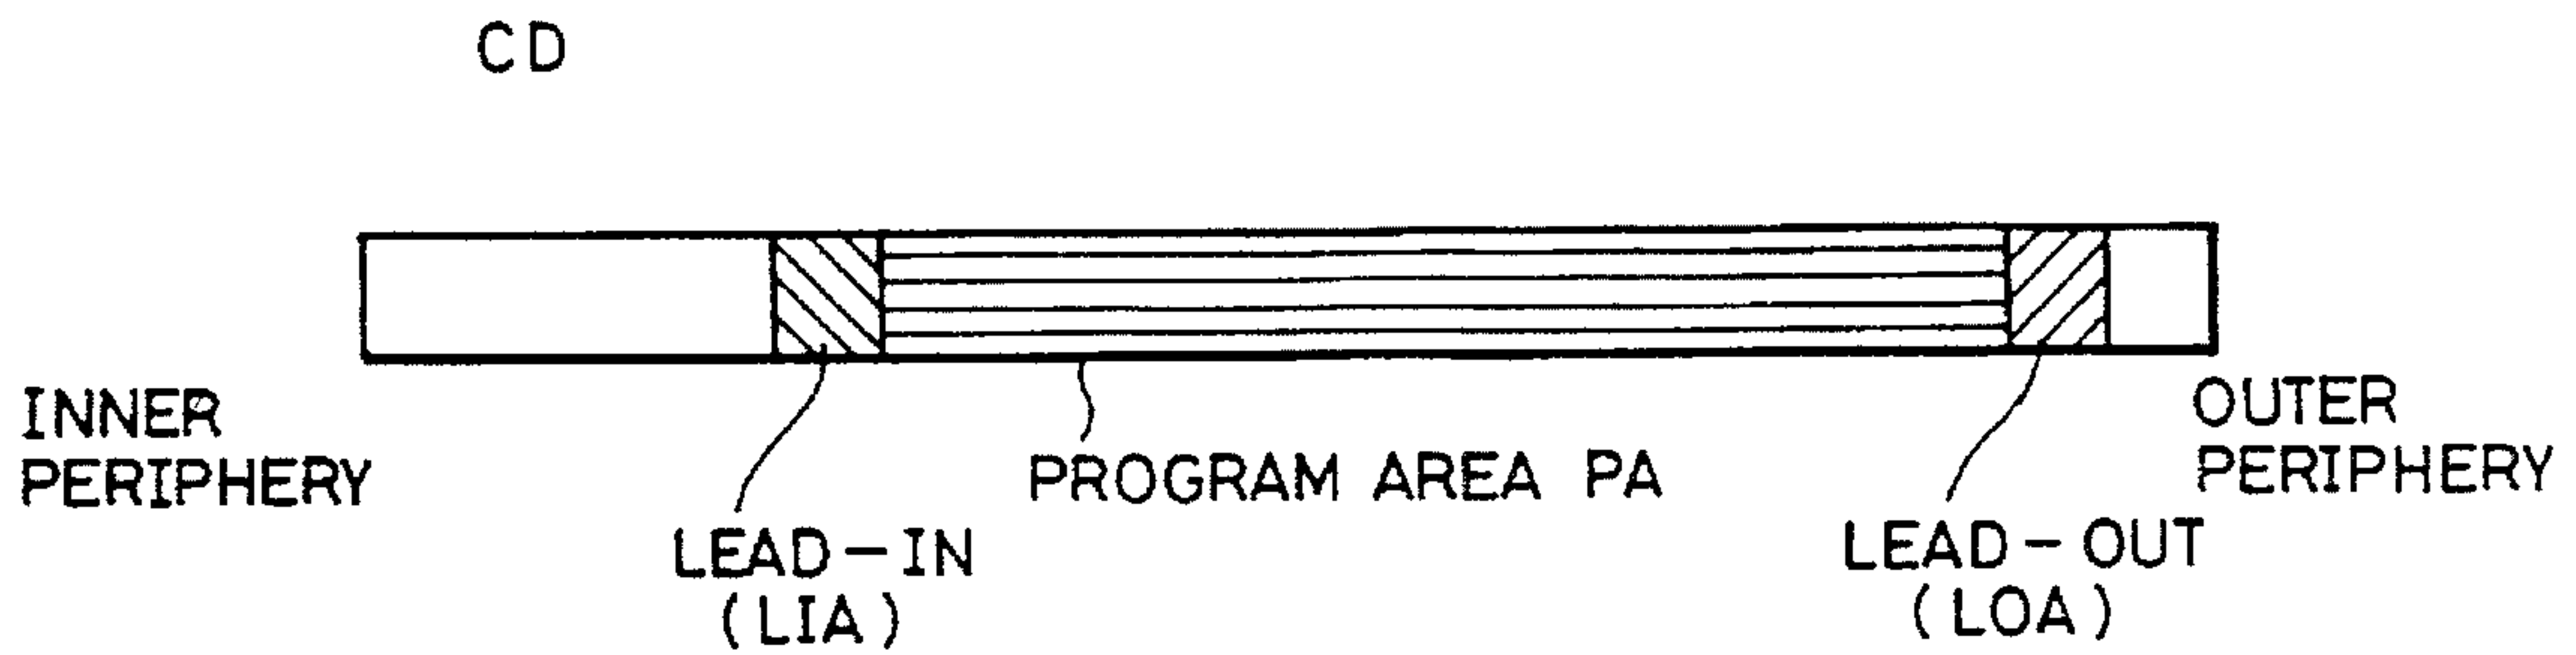 CD
INNER
PERIPHERY
LEAD-IN
(LIA)
PROGRAM AREA PA
LEAD-OUT
(LOA)
OUTER
PERIPHERY